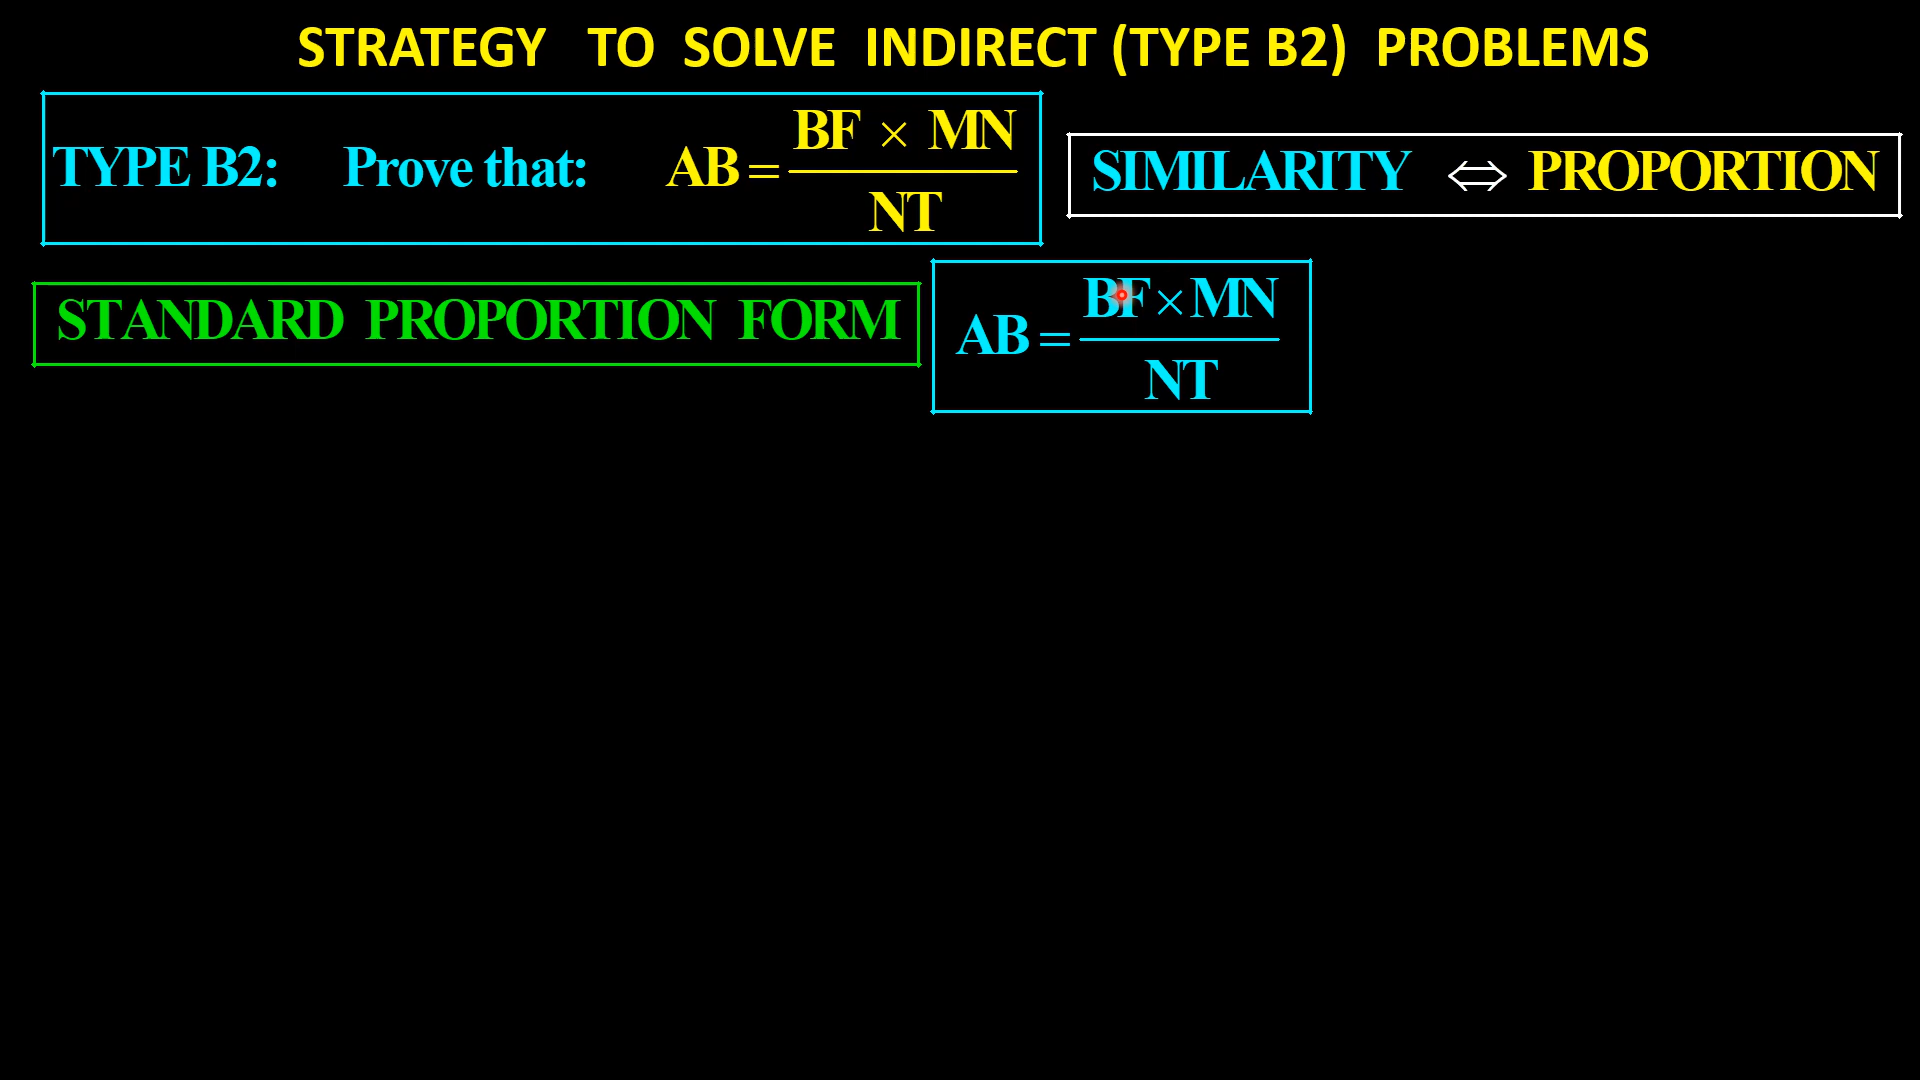 STRATEGY TO SOLVE INDIRECT (TYPE B2) PROBLEMS
TYPE B2: Prove that: AB = BF × MN / NT
SIMILARITY ⇔ PROPORTION
STANDARD PROPORTION FORM
AB = BF × MN / NT